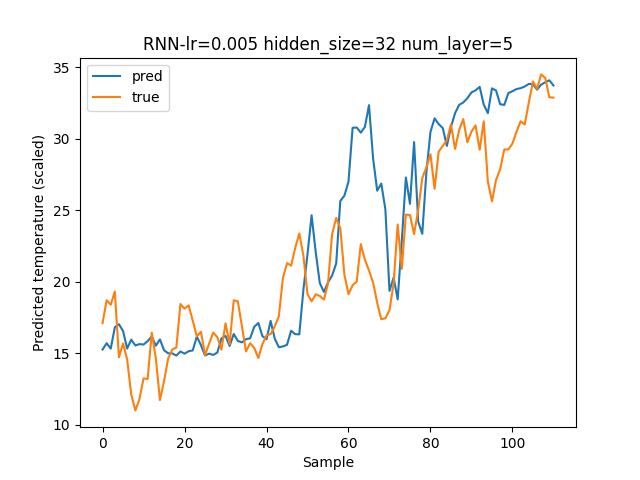 RNN-lr=0.005 hidden_size=32 num_layer=5
pred
true
Predicted temperature (scaled)
35
30
25
20
15
10
0 20 40 60 80 100
Sample